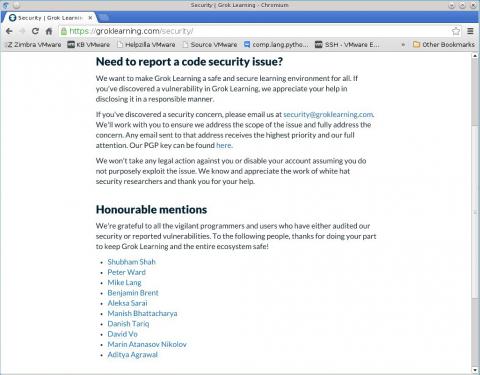 Security | Grok Learning - Chromium
Security | Grok Learnin
https://groklearning.com/security/
Zimbra VMware KB VMware Helpzilla VMware Source VMware comp.lang.pytho... SSH - VMware E... » Other Bookmarks
Need to report a code security issue?
We want to make Grok Learning a safe and secure learning environment for all. If
you've discovered a vulnerability in Grok Learning, we appreciate your help in
disclosing it in a responsible manner.
If you've discovered a security concern, please email us at security@groklearning.com.
We'll work with you to ensure we address the scope of the issue and fully address the
concern. Any email sent to that address receives the highest priority and our full
attention. Our PGP key can be found here.
We won't take any legal action against you or disable your account assuming you do
not purposely exploit the issue. We know and appreciate the work of white hat
security researchers and thank you for your help.
Honourable mentions
We're grateful to all the vigilant programmers and users who have either audited our
security or reported vulnerabilities. To the following people, thanks for doing your part
to keep Grok Learning and the entire ecosystem safe!
Shubham Shah
Peter Ward
Mike Lang
Benjamin Brent
Aleksa Sarai
Manish Bhattacharya
Danish Tariq
David Vo
Marin Atanasov Nikolov
Aditya Agrawal